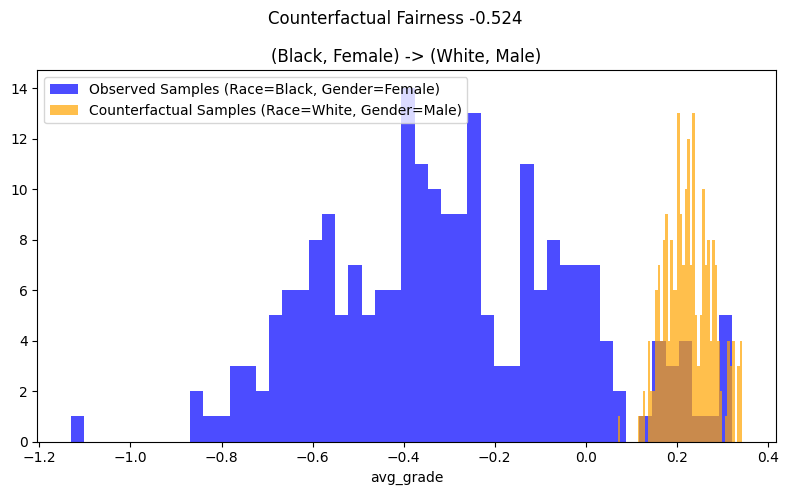 Counterfactual Fairness -0.524
(Black, Female) -> (White, Male)
Observed Samples (Race=Black, Gender=Female)
Counterfactual Samples (Race=White, Gender=Male)
14
12
10
8
6
4
2
0
−1.2 −1.0 −0.8 −0.6 −0.4 −0.2 0.0 0.2 0.4
avg_grade